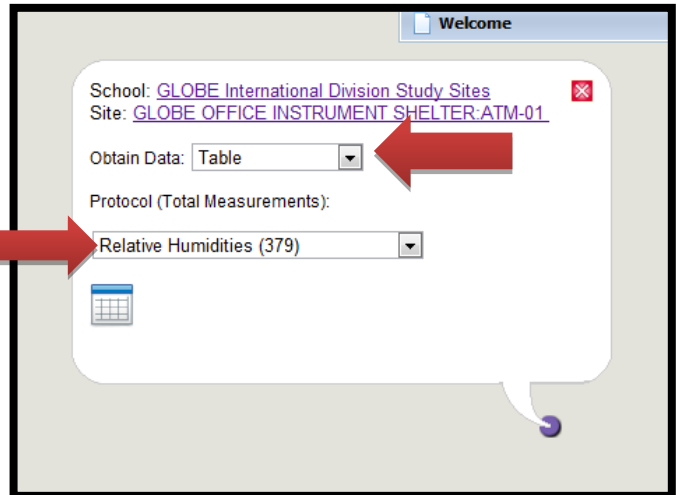 Welcome
School: GLOBE International Division Study Sites
Site: GLOBE OFFICE INSTRUMENT SHELTER:ATM-01
Obtain Data: Table
Protocol (Total Measurements):
Relative Humidities (379)